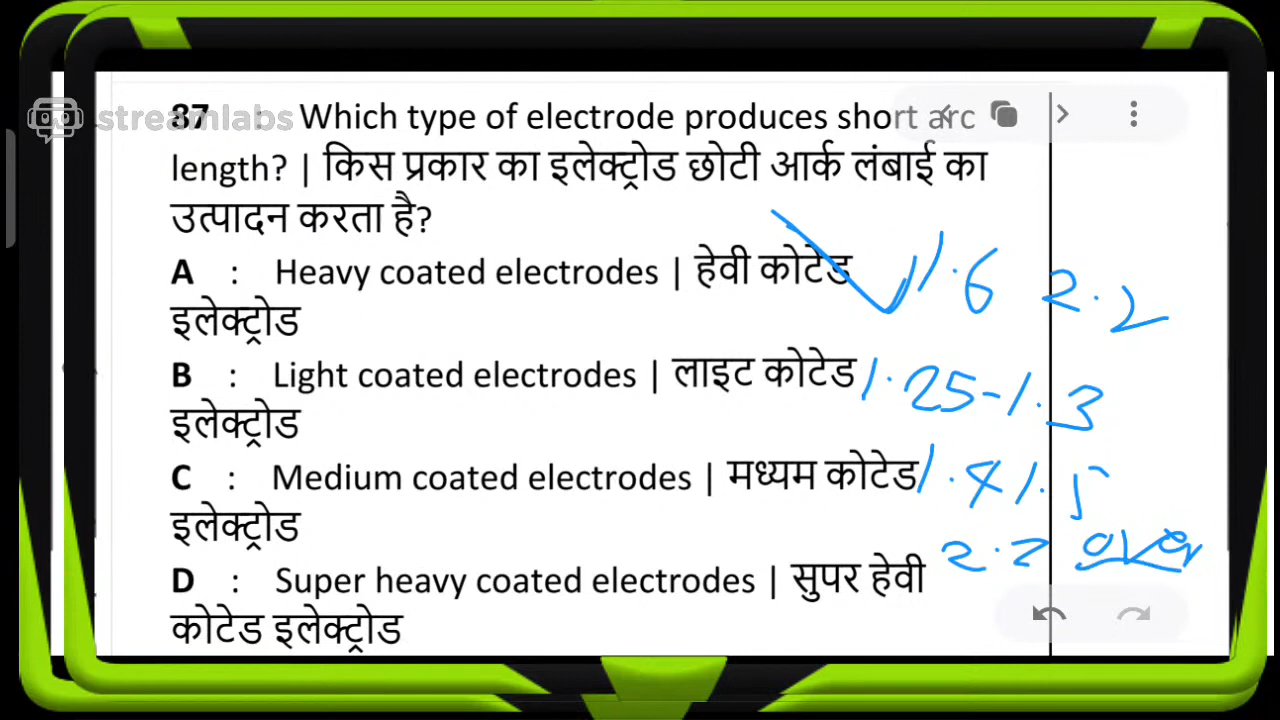 streamlabs
37 : Which type of electrode produces short arc
length? | किस प्रकार का इलेक्ट्रोड छोटी आर्क लंबाई का
उत्पादन करता है?
A : Heavy coated electrodes | हेवी कोटेड 1.6 2.2
इलेक्ट्रोड
B : Light coated electrodes | लाइट कोटेड 1.25-1.3
इलेक्ट्रोड
C : Medium coated electrodes | मध्यम कोटेड 1.4 1.5
इलेक्ट्रोड 2.2 over
D : Super heavy coated electrodes | सुपर हेवी
कोटेड इलेक्ट्रोड